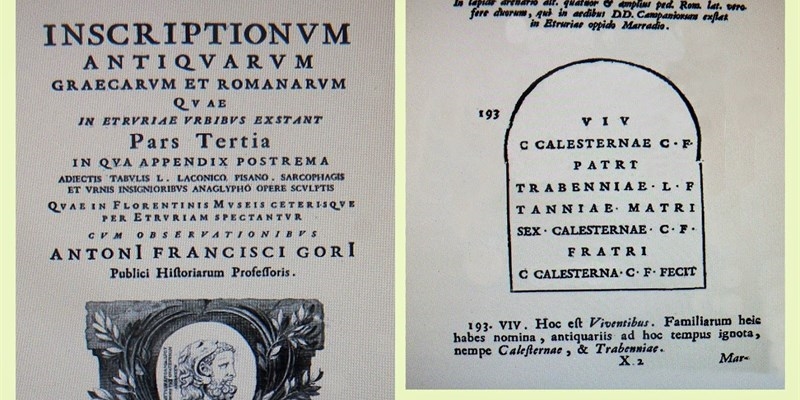 INSCRIPTIONVM
ANTIQVARVM
GRAECARVM ET ROMANARVM
QVAE
IN ETRVRIAE VRBIBVS EXSTANT
Pars Tertia
IN QVA APPENDIX POSTREMA
ADIECTIS TABVLIS L. LACONICO. PISANO. SARCOPHAGIS
ET VRNIS INSIGNIORIBVS ANAGLYPHO OPERE SCVLPTIS
QVAE IN FLORENTINIS MVSEIS CETERISQVE
PER ETRVRIAM SPECTANTVR
CVM OBSERVATIONIBVS
ANTONI FRANCISCI GORI
Publici Hiſtoriarum Profeſſoris.
In lapide arenario alt. quatuor & amplius ped. Rom. lat. vero
fere duorum, qui in aedibus DD. Campanorum exſtat
in Etruriae oppido Marradio.
193
VIV
C CALESTERNAE C·F·
PATRT
TRABENNIAE·L·F
TANNIAE·MATRI
SEX·CALESTERNAE·C·F·
FRATRI
C CALESTERNA·C·F·FECIT
193. VIV. Hoc eſt Viventibus. Familiarum heic
habes nomina, antiquariis ad hoc tempus ignota,
nempe Caleſternae, & Trabenniae.
X 2
Mar-